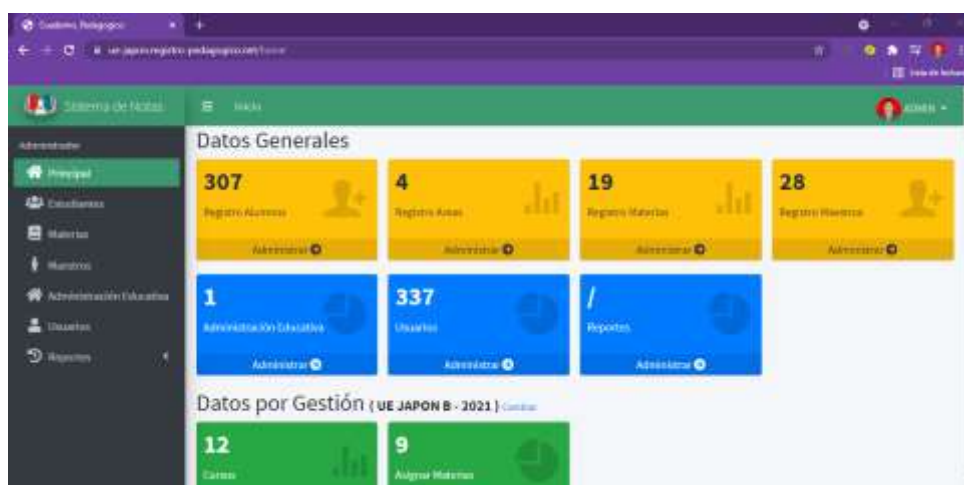 Cuaderno Pedagogico
Sistema de Notas
Inicio
ADMIN
Administrador
Principal
Estudiantes
Materias
Maestros
Administración Educativa
Usuarios
Reportes
Datos Generales
307
Registro Alumnos
Administrar
4
Registro Areas
Administrar
19
Registro Materias
Administrar
28
Registro Maestros
Administrar
1
Administración Educativa
Administrar
337
Usuarios
Administrar
/
Reportes
Administrar
Datos por Gestión ( UE JAPON B - 2021 ) Cambiar
12
Cursos
9
Asignar Materias